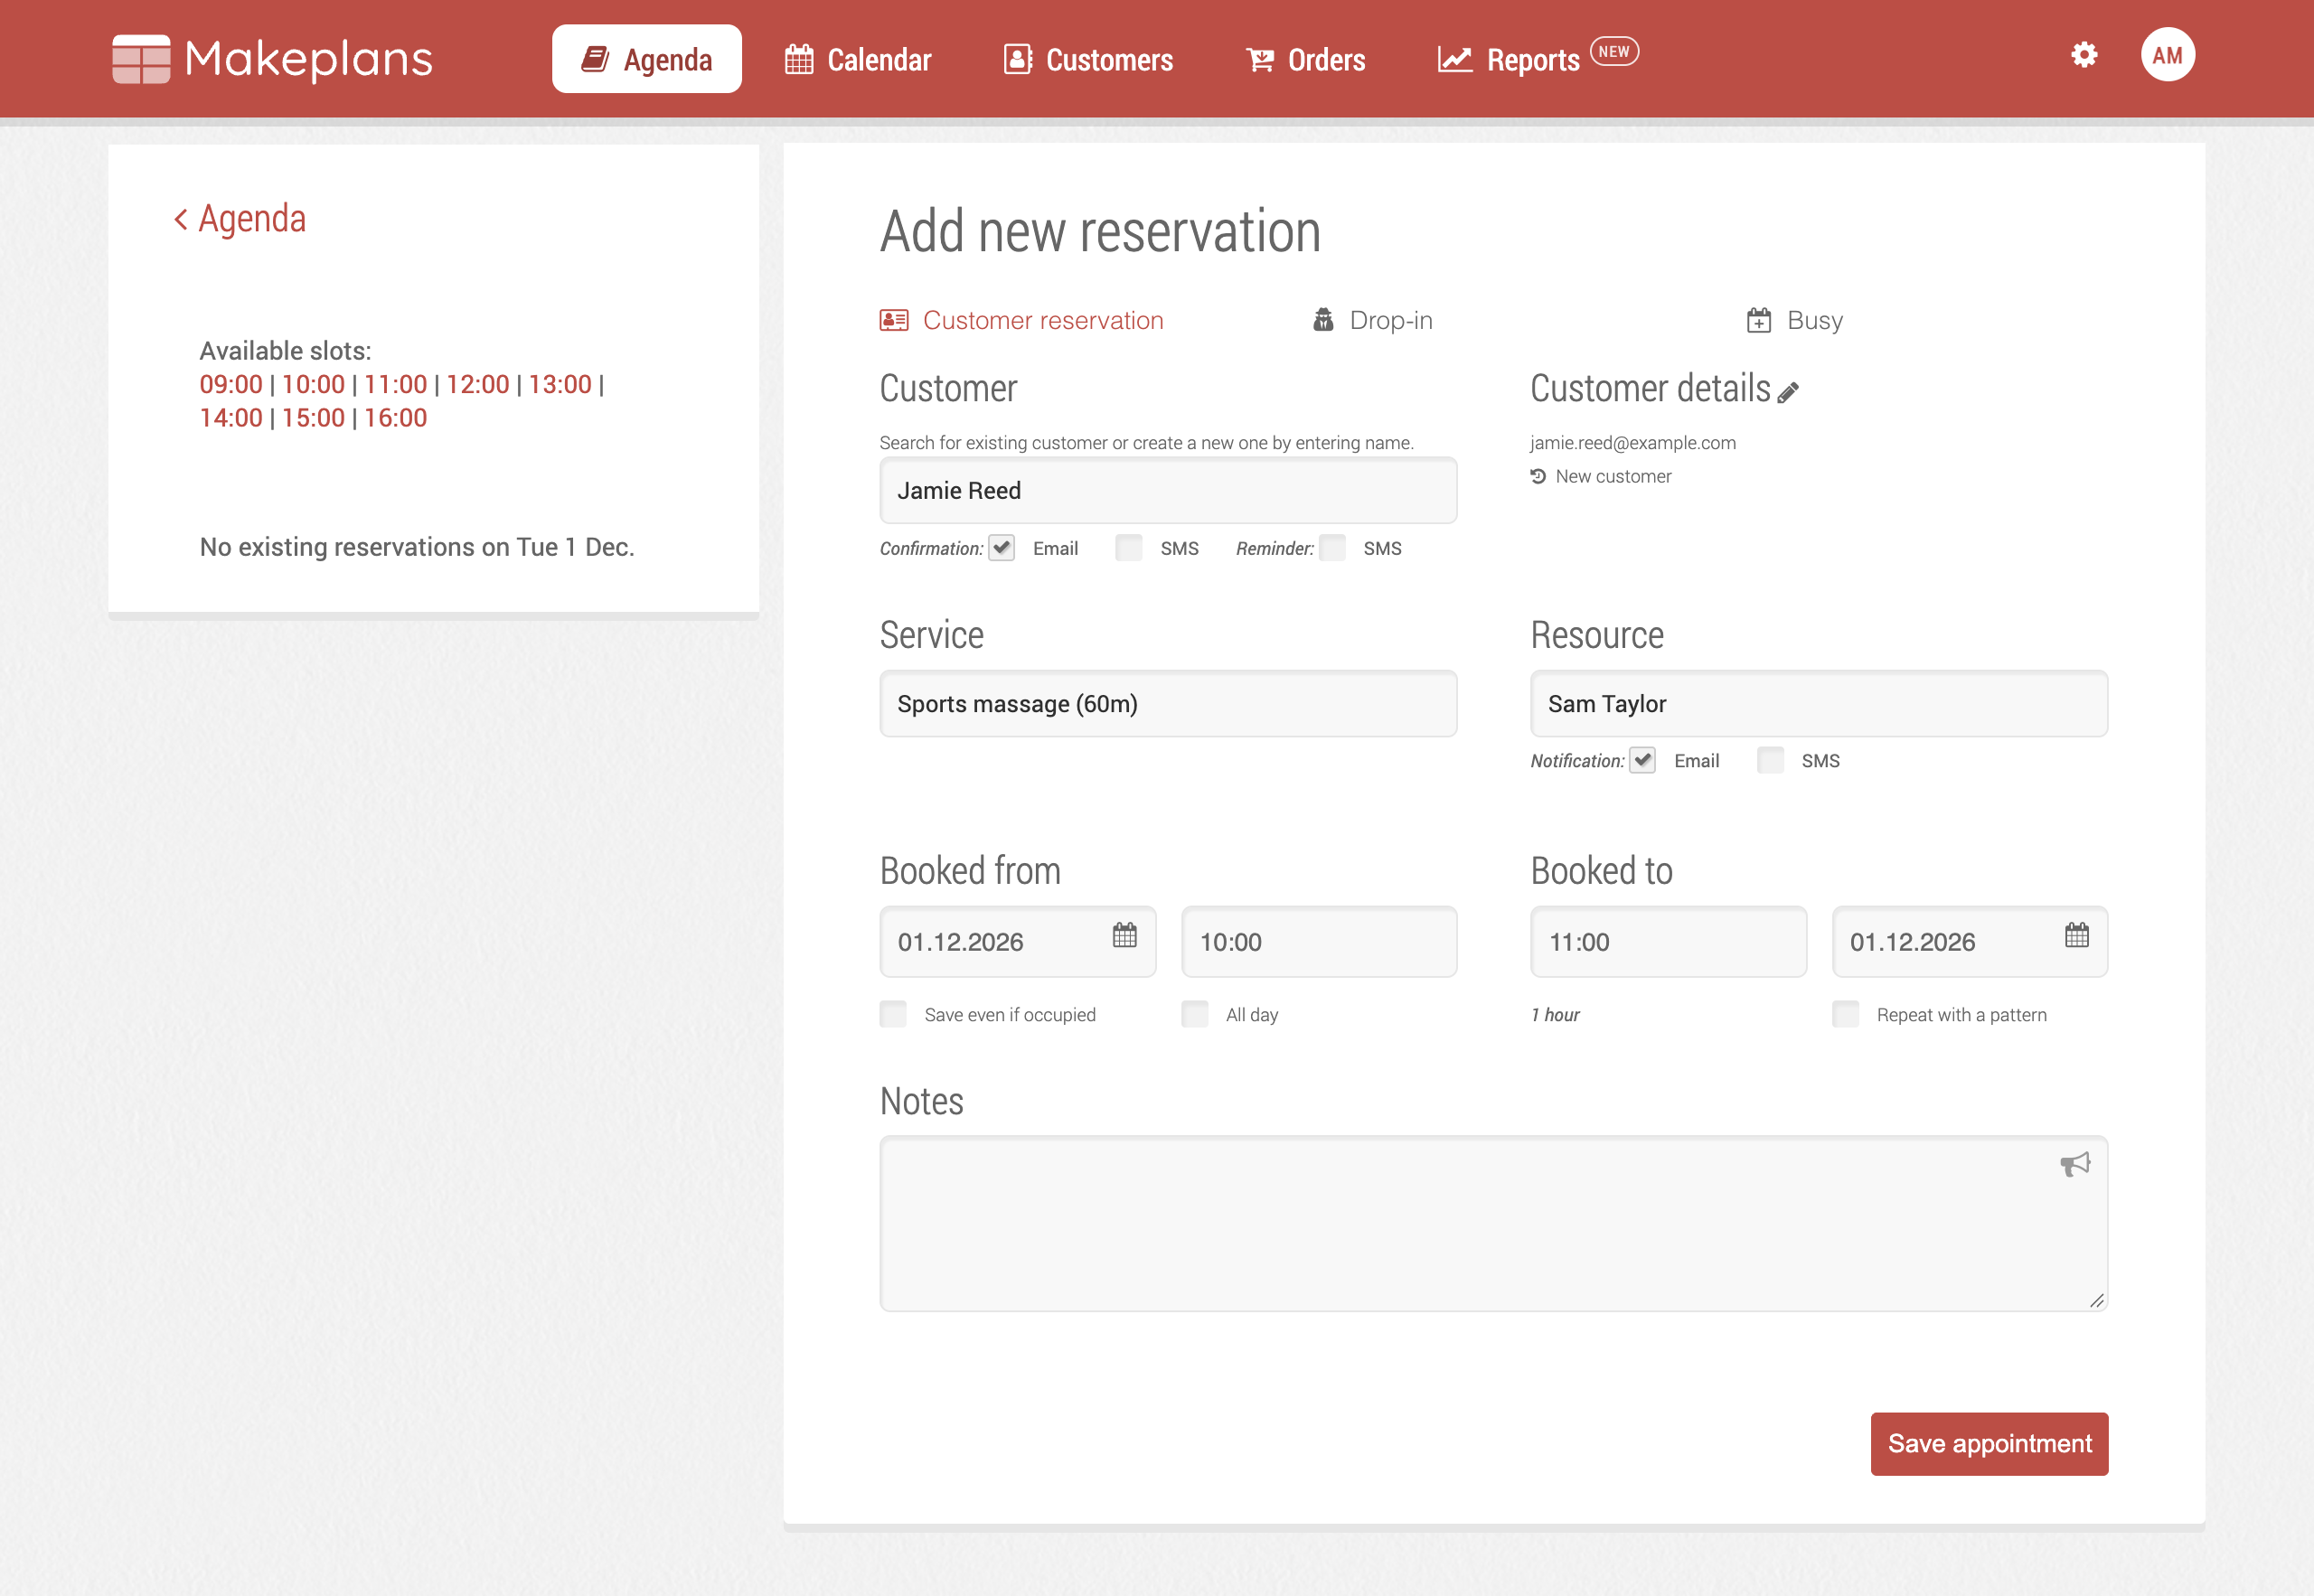 Makeplans
Agenda
Calendar
Customers
Orders
Reports NEW
AM
Agenda
Available slots:
09:00 | 10:00 | 11:00 | 12:00 | 13:00 |
14:00 | 15:00 | 16:00
No existing reservations on Tue 1 Dec.
Add new reservation
Customer reservation
Drop-in
Busy
Customer
Search for existing customer or create a new one by entering name.
Jamie Reed
Confirmation: Email SMS Reminder: SMS
Customer details
jamie.reed@example.com
New customer
Service
Sports massage (60m)
Resource
Sam Taylor
Notification: Email SMS
Booked from
01.12.2026 10:00
Save even if occupied All day
Booked to
11:00 01.12.2026
1 hour Repeat with a pattern
Notes
Save appointment